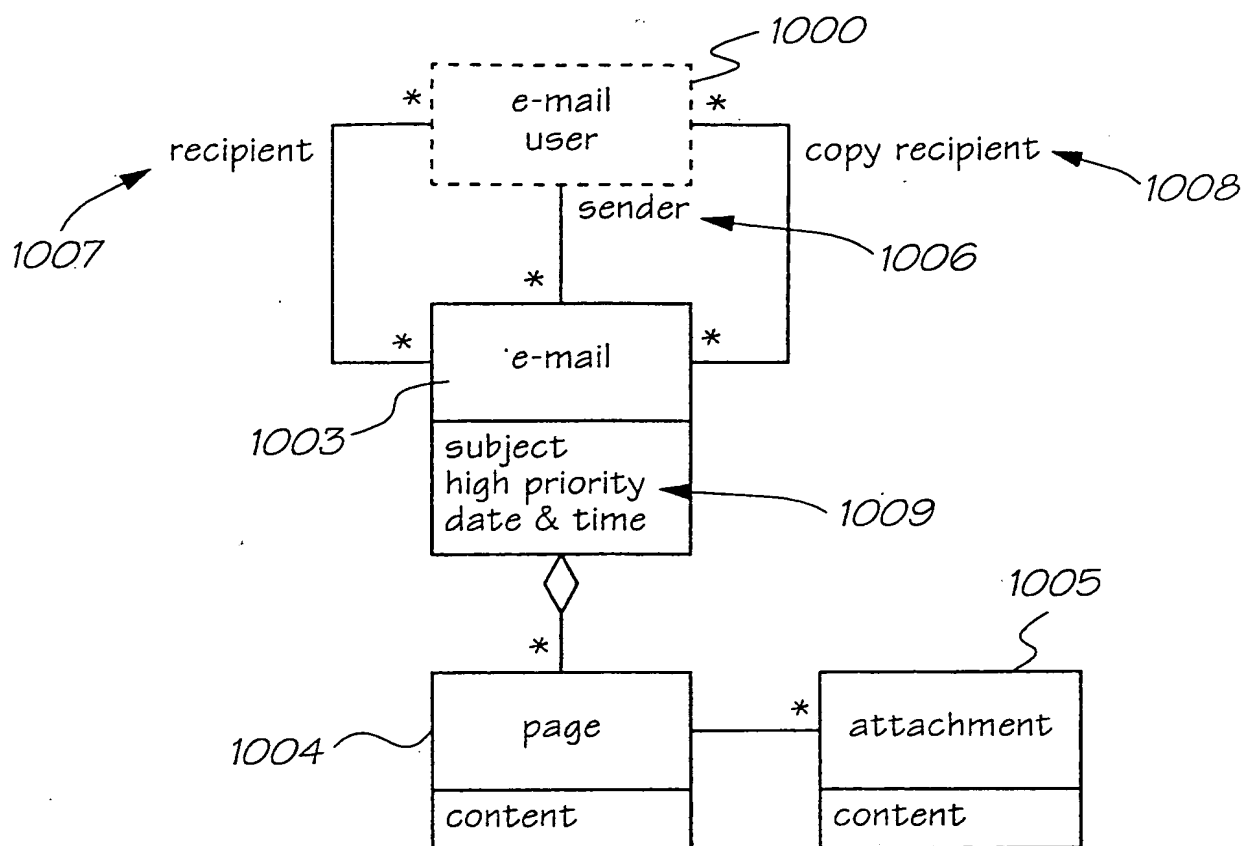 1000
* e-mail *
user
recipient
copy recipient
1008
sender
1007
1006
*
* e-mail *
1003
subject
high priority
date & time
1009
1005
*
page
* attachment
1004
content
content